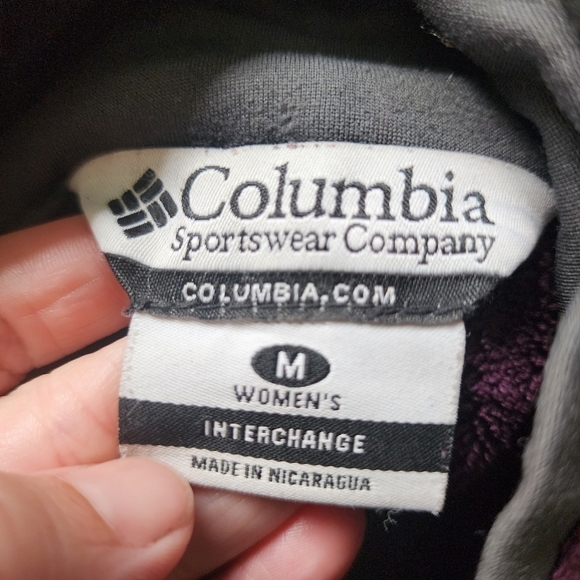 Columbia
Sportswear Company
COLUMBIA.COM
M
WOMEN'S
INTERCHANGE
MADE IN NICARAGUA